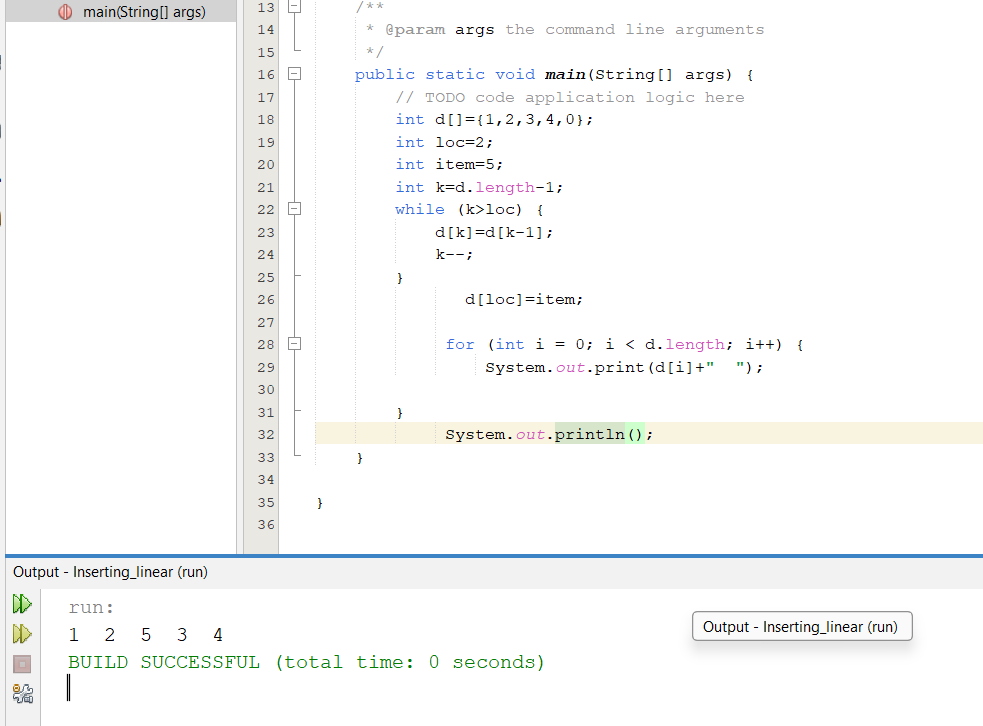 main(String[] args)
13 /**
14 * @param args the command line arguments
15 */
16 public static void main(String[] args) {
17 // TODO code application logic here
18 int d[]={1,2,3,4,0};
19 int loc=2;
20 int item=5;
21 int k=d.length-1;
22 while (k>loc) {
23 d[k]=d[k-1];
24 k--;
25 }
26 d[loc]=item;
27
28 for (int i = 0; i < d.length; i++) {
29 System.out.print(d[i]+"  ");
30
31 }
32 System.out.println();
33 }
34
35 }
36
Output - Inserting_linear (run)
run:
1  2  5  3  4
Output - Inserting_linear (run)
BUILD SUCCESSFUL (total time: 0 seconds)